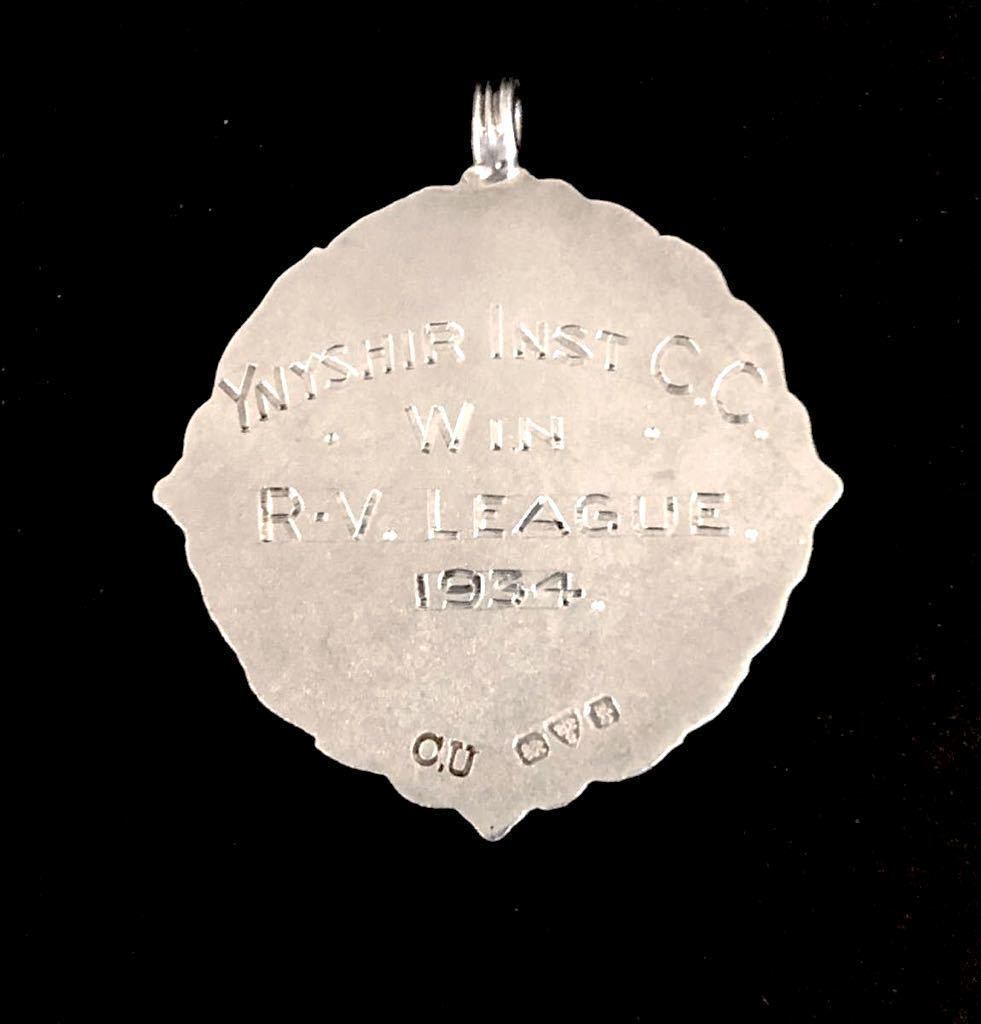 YNYSHIR INST C.C.
· WIN ·
R·V. LEAGUE.
1934.
C.U